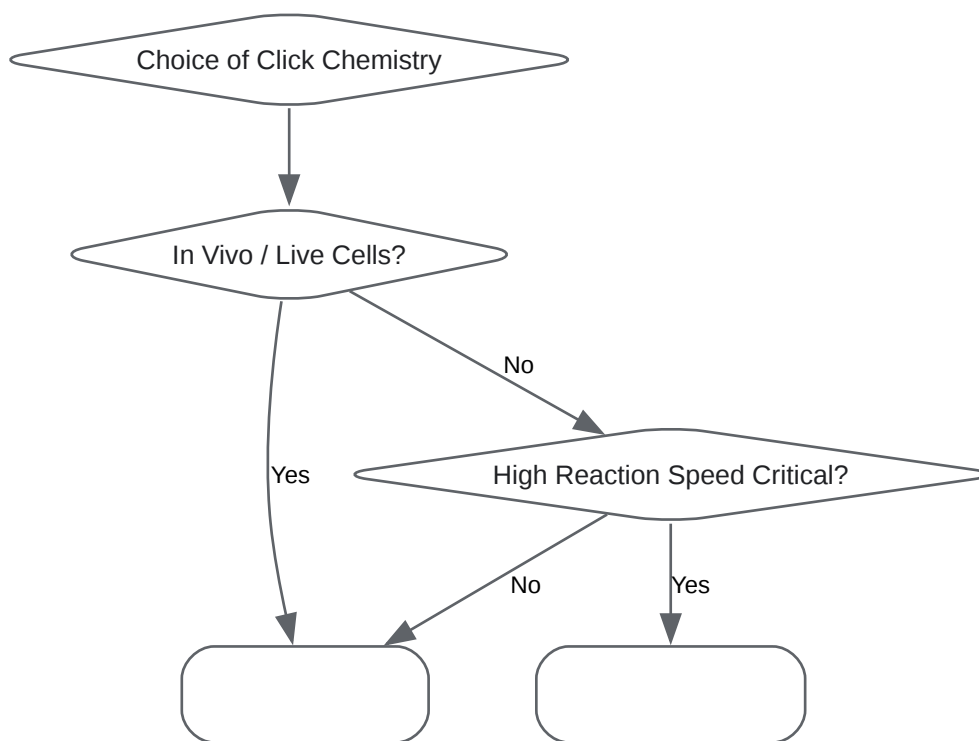 Choice of Click Chemistry
In Vivo / Live Cells?
No
High Reaction Speed Critical?
Yes
No
Yes